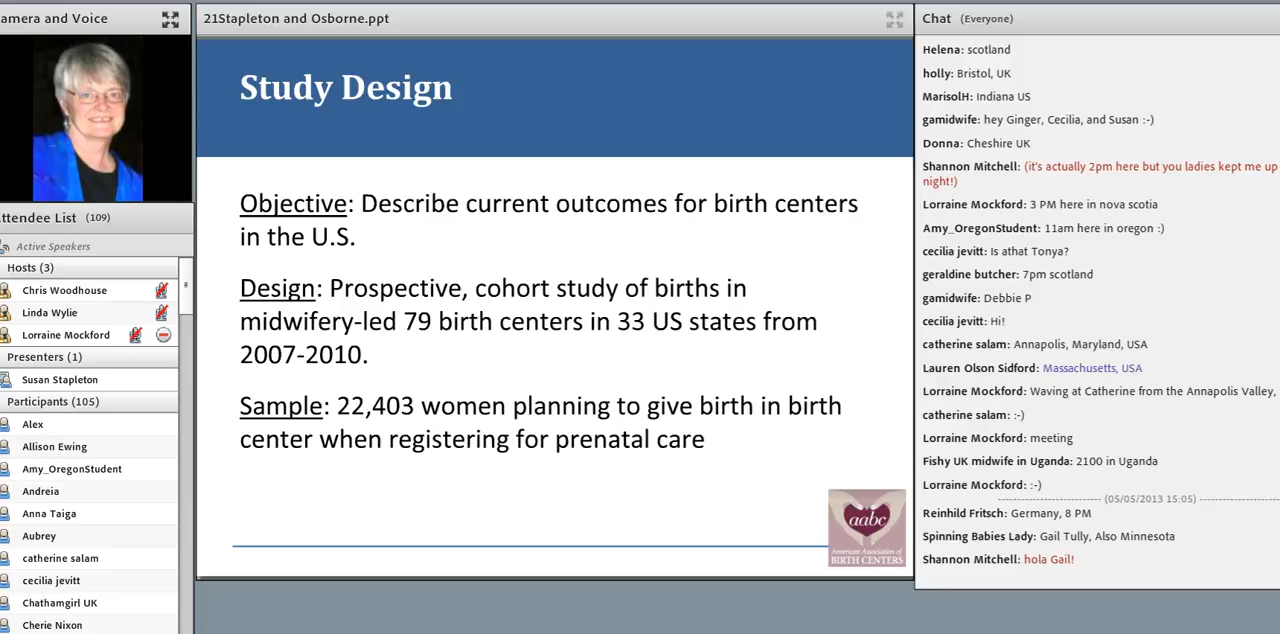 amera and Voice
ttendee List (109)
Active Speakers
Hosts (3)
Chris Woodhouse
Linda Wylie
Lorraine Mockford
Presenters (1)
Susan Stapleton
Participants (105)
Alex
Allison Ewing
Amy_OregonStudent
Andreia
Anna Taiga
Aubrey
catherine salam
cecilia jevitt
Chathamgirl UK
Cherie Nixon
21Stapleton and Osborne.ppt
Study Design
Objective: Describe current outcomes for birth centers
in the U.S.
Design: Prospective, cohort study of births in
midwifery-led 79 birth centers in 33 US states from
2007-2010.
Sample: 22,403 women planning to give birth in birth
center when registering for prenatal care
aabc
American Association of
BIRTH CENTERS
Chat (Everyone)
Helena: scotland
holly: Bristol, UK
MarisolH: Indiana US
gamidwife: hey Ginger, Cecilia, and Susan :-)
Donna: Cheshire UK
Shannon Mitchell: (it's actually 2pm here but you ladies kept me up
night!)
Lorraine Mockford: 3 PM here in nova scotia
Amy_OregonStudent: 11am here in oregon :)
cecilia jevitt: Is athat Tonya?
geraldine butcher: 7pm scotland
gamidwife: Debbie P
cecilia jevitt: Hi!
catherine salam: Annapolis, Maryland, USA
Lauren Olson Sidford: Massachusetts, USA
Lorraine Mockford: Waving at Catherine from the Annapolis Valley,
catherine salam: :-)
Lorraine Mockford: meeting
Fishy UK midwife in Uganda: 2100 in Uganda
Lorraine Mockford: :-)
(05/05/2013 15:05)
Reinhild Fritsch: Germany, 8 PM
Spinning Babies Lady: Gail Tully, Also Minnesota
Shannon Mitchell: hola Gail!